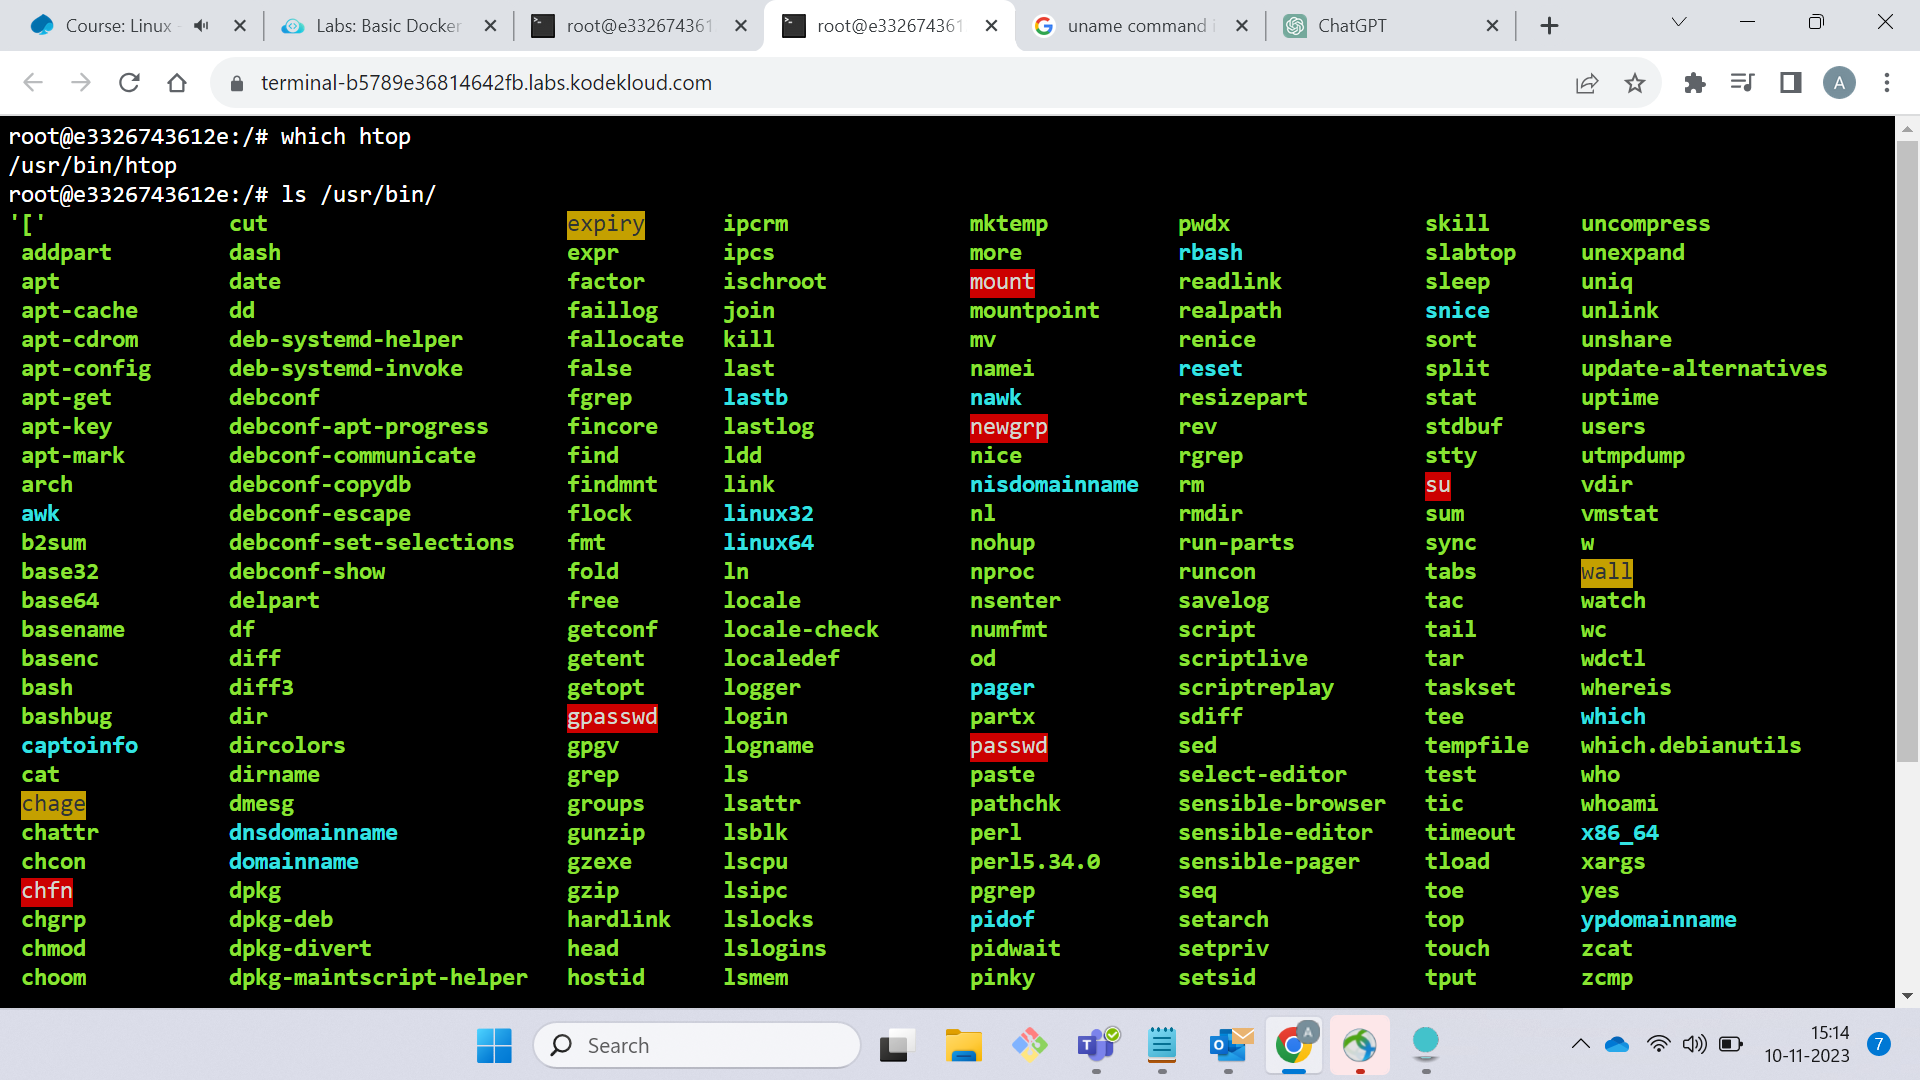 Course: Linux
Labs: Basic Docker
root@e332674361
root@e332674361
uname command i
ChatGPT
terminal-b5789e36814642fb.labs.kodekloud.com
A
root@e3326743612e:/# which htop
/usr/bin/htop
root@e3326743612e:/# ls /usr/bin/
'[' cut expiry ipcrm mktemp pwdx skill uncompress
addpart dash expr ipcs more rbash slabtop unexpand
apt date factor ischroot mount readlink sleep uniq
apt-cache dd faillog join mountpoint realpath snice unlink
apt-cdrom deb-systemd-helper fallocate kill mv renice sort unshare
apt-config deb-systemd-invoke false last namei reset split update-alternatives
apt-get debconf fgrep lastb nawk resizepart stat uptime
apt-key debconf-apt-progress fincore lastlog newgrp rev stdbuf users
apt-mark debconf-communicate find ldd nice rgrep stty utmpdump
arch debconf-copydb findmnt link nisdomainname rm su vdir
awk debconf-escape flock linux32 nl rmdir sum vmstat
b2sum debconf-set-selections fmt linux64 nohup run-parts sync w
base32 debconf-show fold ln nproc runcon tabs wall
base64 delpart free locale nsenter savelog tac watch
basename df getconf locale-check numfmt script tail wc
basenc diff getent localedef od scriptlive tar wdctl
bash diff3 getopt logger pager scriptreplay taskset whereis
bashbug dir gpasswd login partx sdiff tee which
captoinfo dircolors gpgv logname passwd sed tempfile which.debianutils
cat dirname grep ls paste select-editor test who
chage dmesg groups lsattr pathchk sensible-browser tic whoami
chattr dnsdomainname gunzip lsblk perl sensible-editor timeout x86_64
chcon domainname gzexe lscpu perl5.34.0 sensible-pager tload xargs
chfn dpkg gzip lsipc pgrep seq toe yes
chgrp dpkg-deb hardlink lslocks pidof setarch top ypdomainname
chmod dpkg-divert head lslogins pidwait setpriv touch zcat
choom dpkg-maintscript-helper hostid lsmem pinky setsid tput zcmp
Search
A
15:14
10-11-2023
7